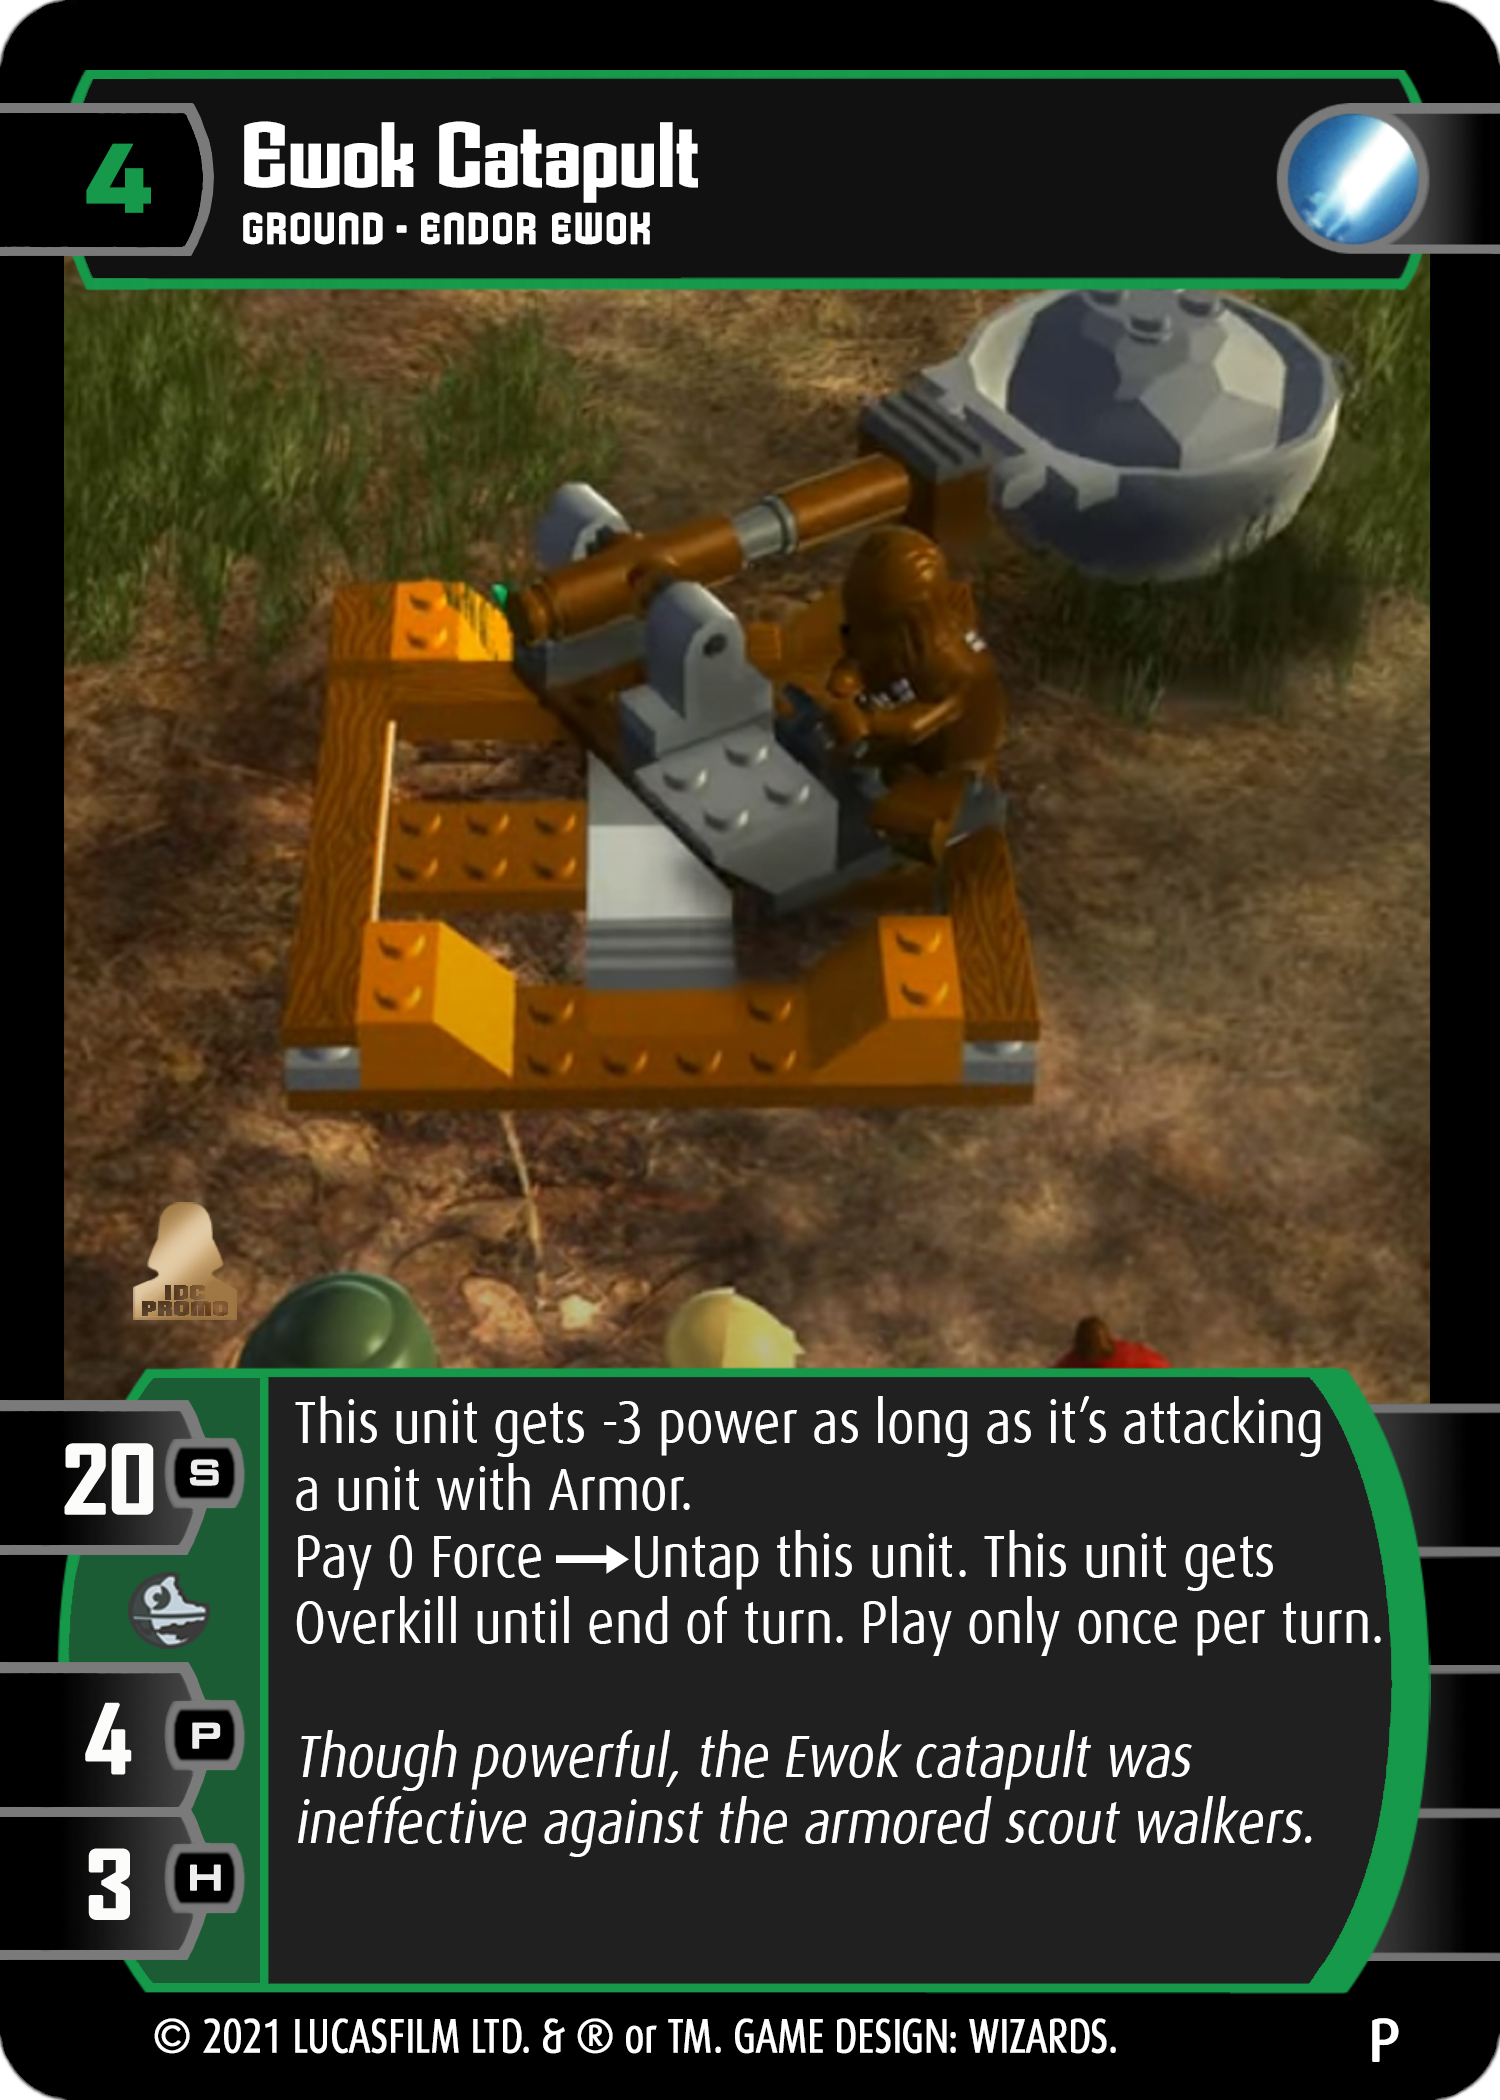 4
Ewok Catapult
GROUND - ENDOR EWOK
IDC
PROMO
This unit gets -3 power as long as it’s attacking
a unit with Armor.
Pay 0 Force →Untap this unit. This unit gets
Overkill until end of turn. Play only once per turn.
Though powerful, the Ewok catapult was
ineffective against the armored scout walkers.
20 S
4 P
3 H
© 2021 LUCASFILM LTD. & ® or TM. GAME DESIGN: WIZARDS.
P